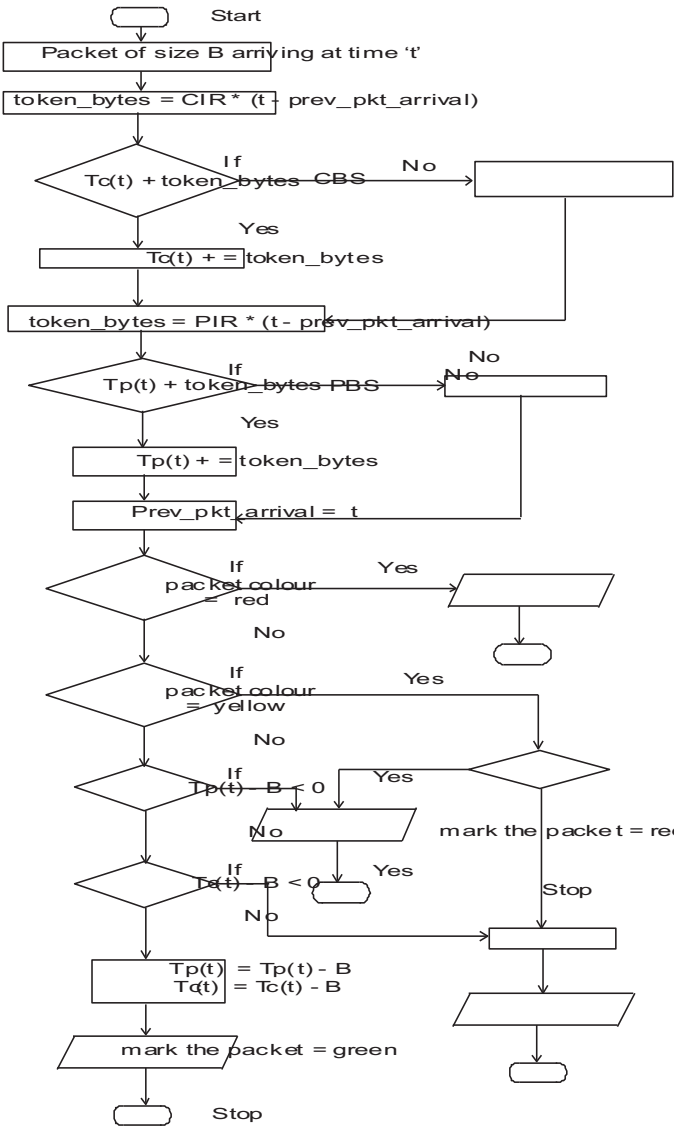 Start
Packet of size B arriving at time ‘t’
token_bytes = CIR * (t - prev_pkt_arrival)
If
No
Tc(t) + token_bytes CBS
Yes
Tc(t) + = token_bytes
token_bytes = PIR * (t - prev_pkt_arrival)
No
If
No
Tp(t) + token_bytes PBS
Yes
Tp(t) + = token_bytes
Prev_pkt_arrival = t
If
Yes
packet colour
= red
No
If
Yes
packet colour
= yellow
No
If
Yes
Tp(t) - B < 0
No
mark the packet = red
If
Yes
Tc(t) - B < 0
Stop
No
Tp(t) = Tp(t) - B
Tc(t) = Tc(t) - B
mark the packet = green
Stop